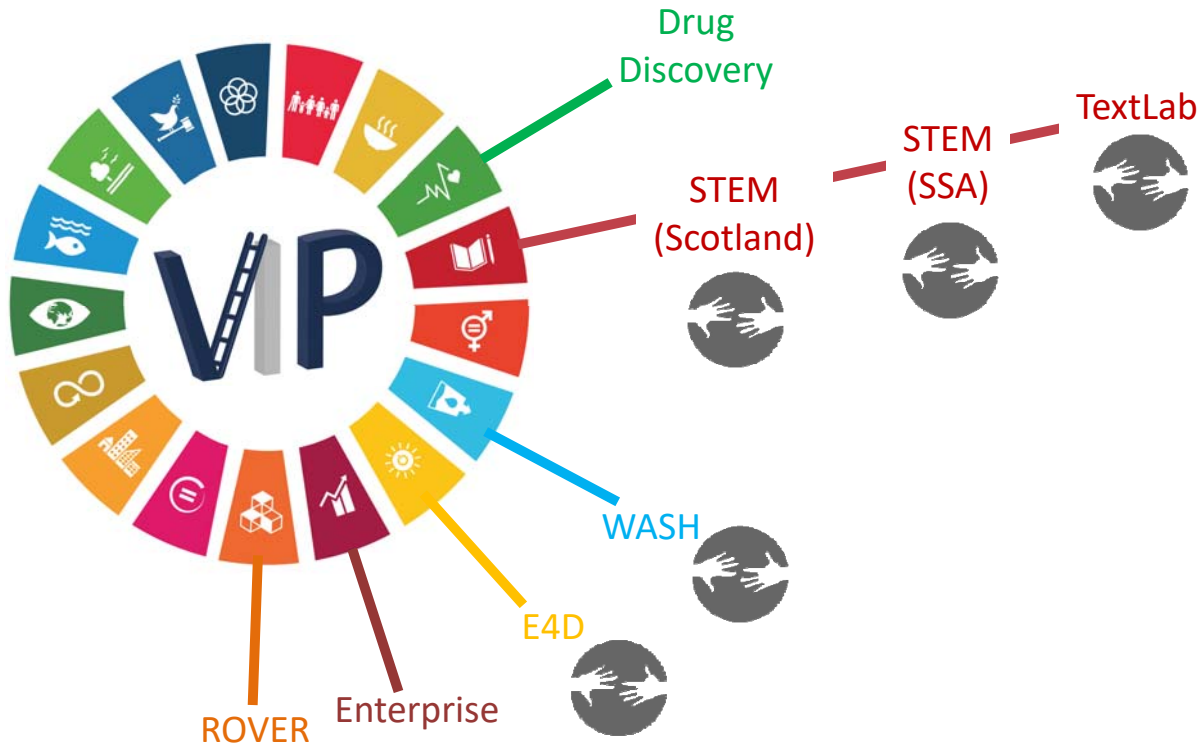 Drug
Discovery
TextLab
STEM
(SSA)
STEM
(Scotland)
VIP
WASH
E4D
Enterprise
ROVER